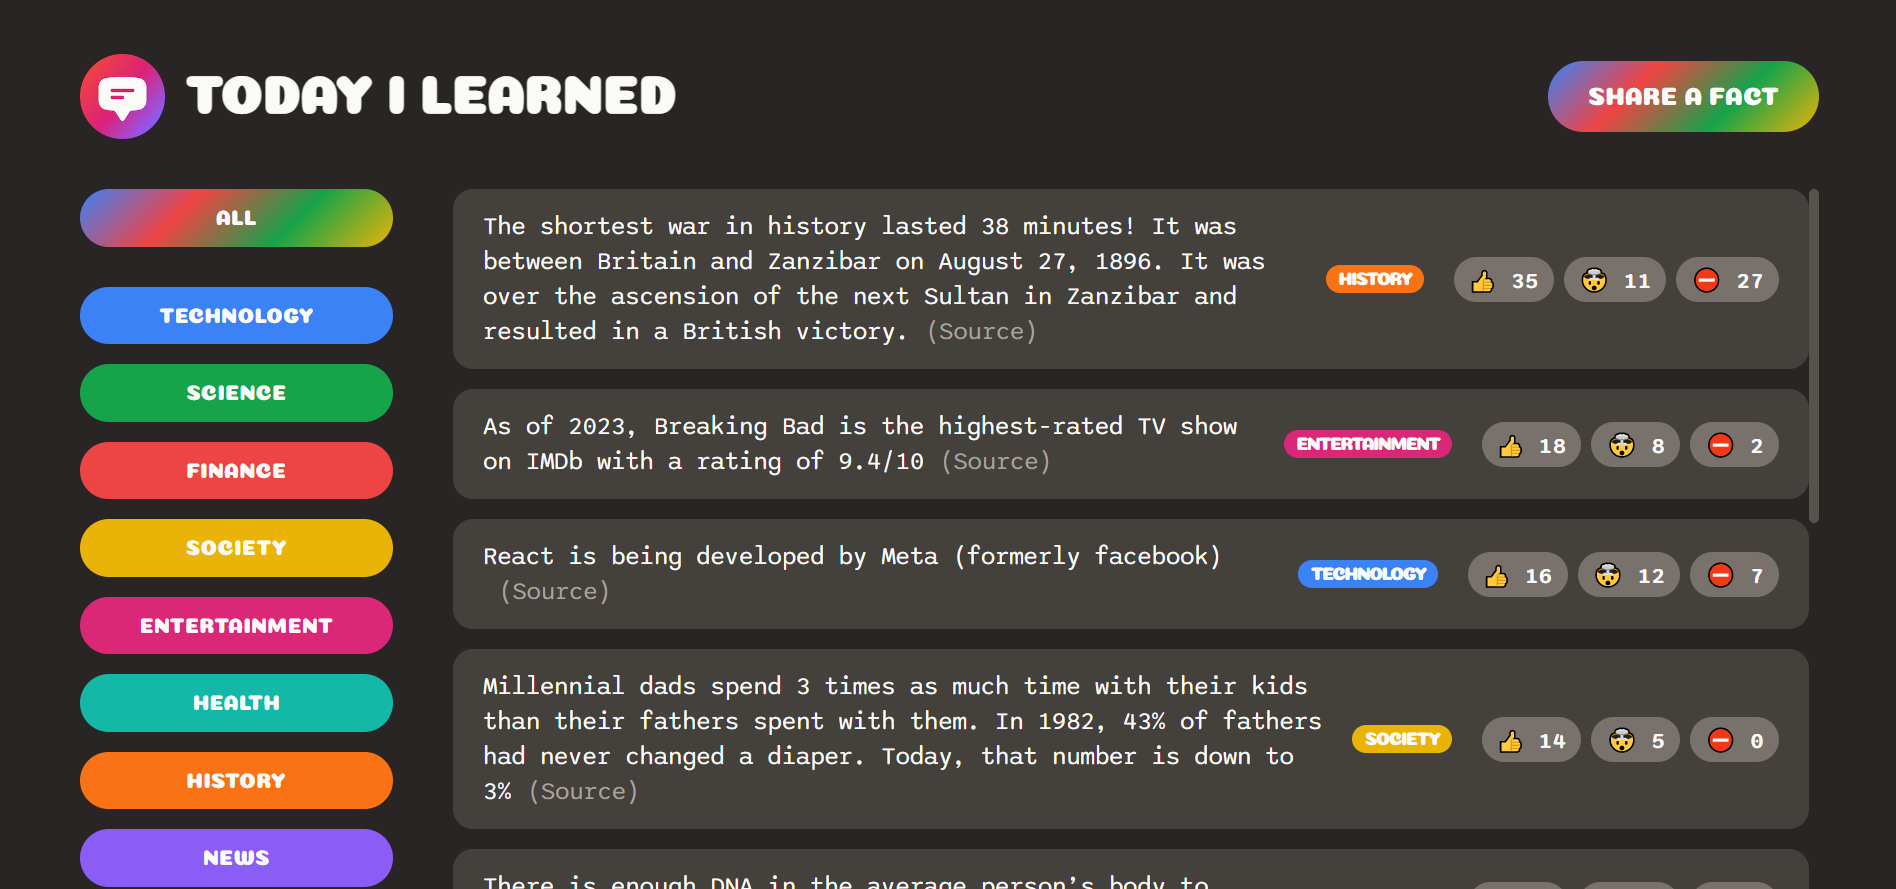 TODAY I LEARNED
SHARE A FACT
ALL
TECHNOLOGY
SCIENCE
FINANCE
SOCIETY
ENTERTAINMENT
HEALTH
HISTORY
NEWS
The shortest war in history lasted 38 minutes! It was
between Britain and Zanzibar on August 27, 1896. It was
over the ascension of the next Sultan in Zanzibar and
resulted in a British victory. (Source)
HISTORY
👍 35
🤯 11
⛔ 27
As of 2023, Breaking Bad is the highest-rated TV show
on IMDb with a rating of 9.4/10 (Source)
ENTERTAINMENT
👍 18
🤯 8
⛔ 2
React is being developed by Meta (formerly facebook)
(Source)
TECHNOLOGY
👍 16
🤯 12
⛔ 7
Millennial dads spend 3 times as much time with their kids
than their fathers spent with them. In 1982, 43% of fathers
had never changed a diaper. Today, that number is down to
3% (Source)
SOCIETY
👍 14
🤯 5
⛔ 0
There is enough DNA in the average person's body to